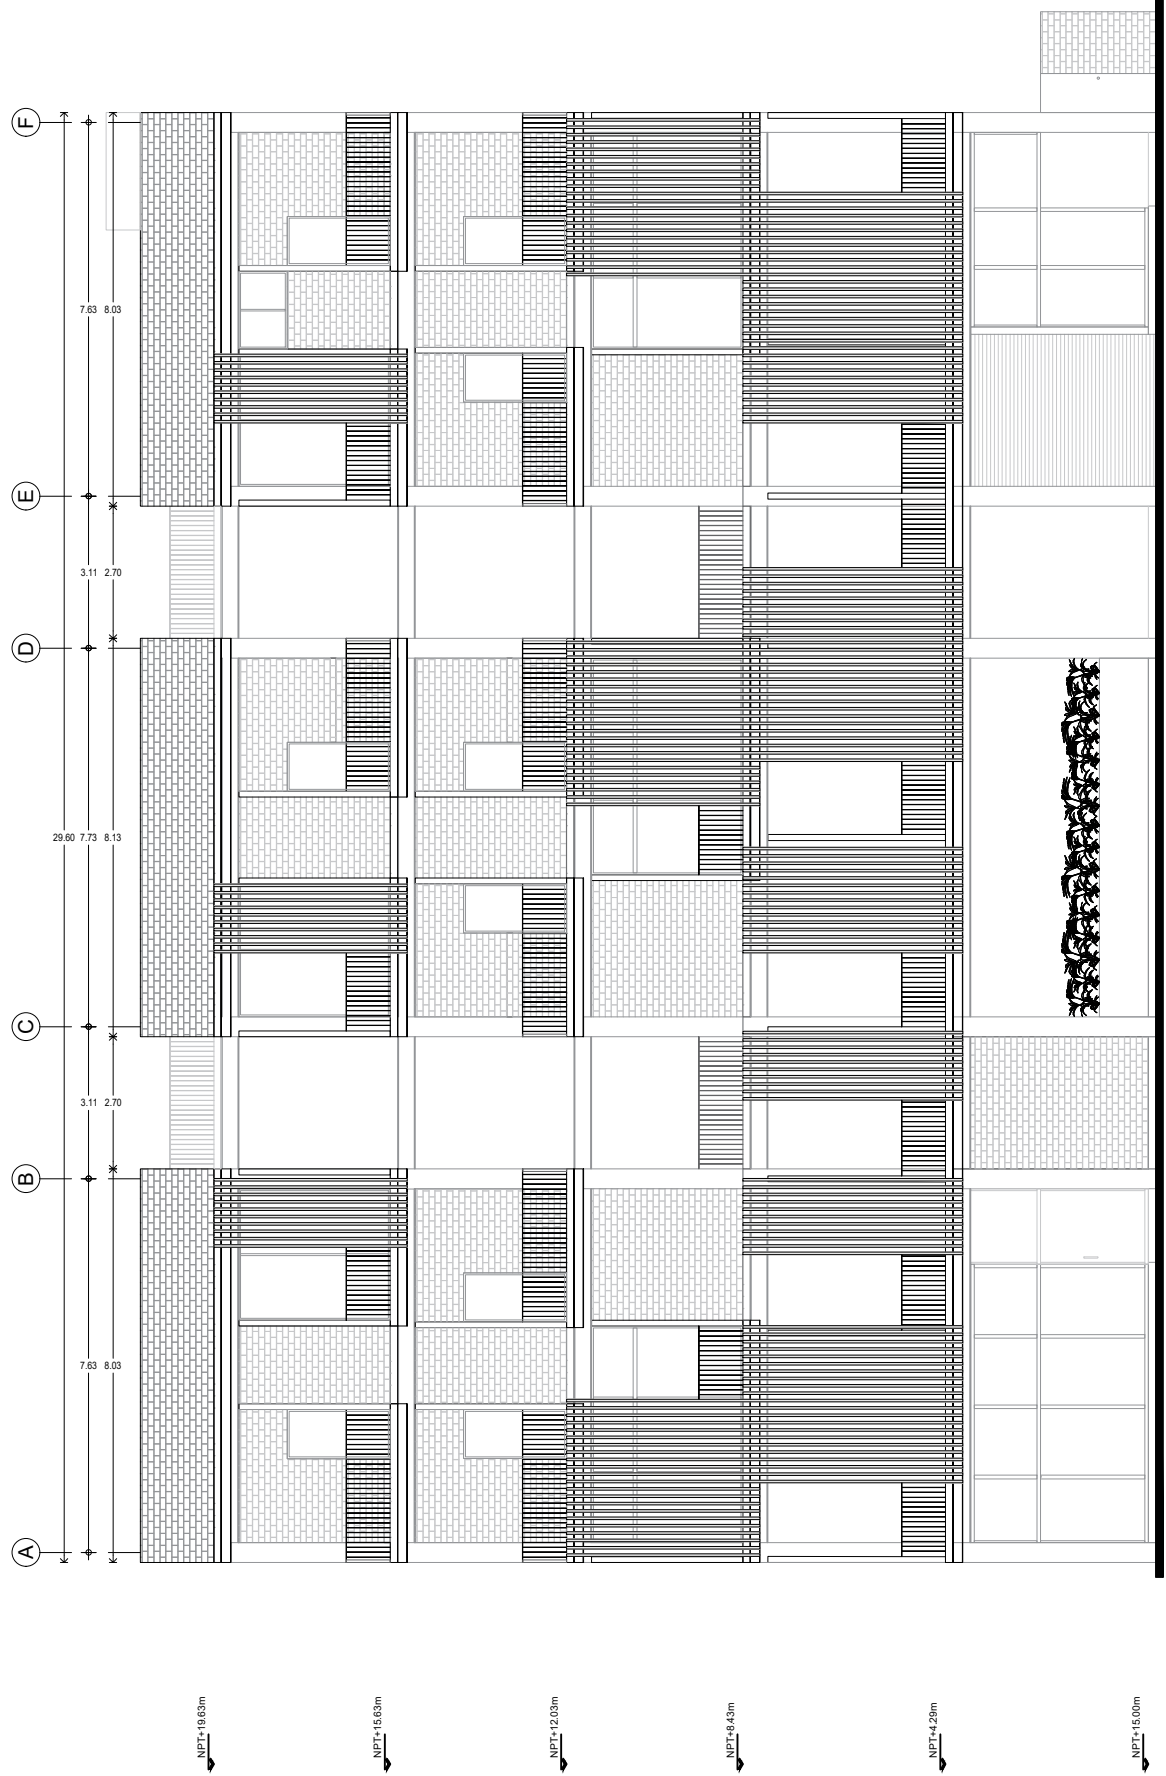 A
B
C
D
E
F
7.63
3.11
7.73
3.11
7.63
29.60
8.03
2.70
8.13
2.70
8.03
NPT+19.63m
NPT+15.63m
NPT+12.03m
NPT+8.43m
NPT+4.29m
NPT+15.00m